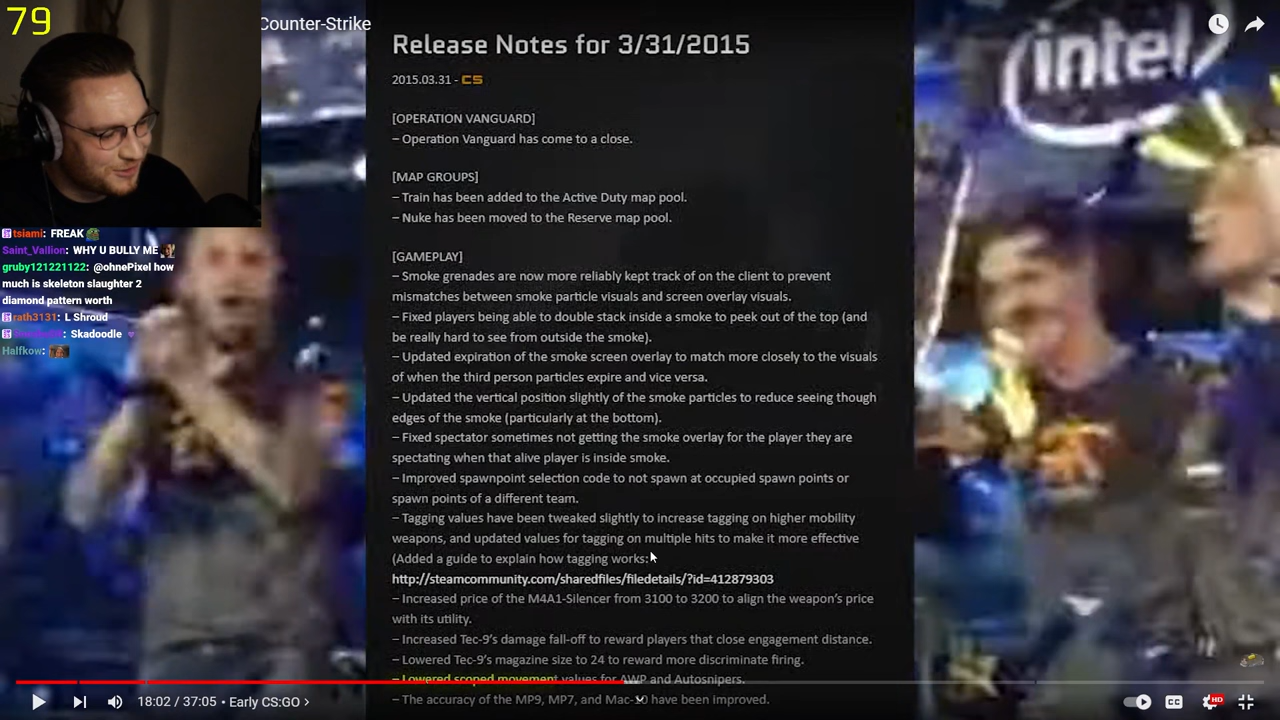 79
Counter-Strike
Release Notes for 3/31/2015
2015.03.31 - CS
[OPERATION VANGUARD]
– Operation Vanguard has come to a close.
[MAP GROUPS]
– Train has been added to the Active Duty map pool.
– Nuke has been moved to the Reserve map pool.
[GAMEPLAY]
– Smoke grenades are now more reliably kept track of on the client to prevent
mismatches between smoke particle visuals and screen overlay visuals.
– Fixed players being able to double stack inside a smoke to peek out of the top (and
be really hard to see from outside the smoke).
– Updated expiration of the smoke screen overlay to match more closely to the visuals
of when the third person particles expire and vice versa.
– Updated the vertical position slightly of the smoke particles to reduce seeing though
edges of the smoke (particularly at the bottom).
– Fixed spectator sometimes not getting the smoke overlay for the player they are
spectating when that alive player is inside smoke.
– Improved spawnpoint selection code to not spawn at occupied spawn points or
spawn points of a different team.
– Tagging values have been tweaked slightly to increase tagging on higher mobility
weapons, and updated values for tagging on multiple hits to make it more effective
(Added a guide to explain how tagging works:
http://steamcommunity.com/sharedfiles/filedetails/?id=412879303
– Increased price of the M4A1-Silencer from 3100 to 3200 to align the weapon's price
with its utility.
– Increased Tec-9's damage fall-off to reward players that close engagement distance.
– Lowered Tec-9's magazine size to 24 to reward more discriminate firing.
– Lowered scoped movement values for AWP and Autosnipers.
– The accuracy of the MP9, MP7, and Mac-10 have been improved.
intel
tsiami: FREAK
Saint_Vallion: WHY U BULLY ME
gruby121221122: @ohnePixel how
much is skeleton slaughter 2
diamond pattern worth
rath3131: L Shroud
Skadoodle
Halfkow:
18:02 / 37:05 • Early CS:GO >
CC
HD